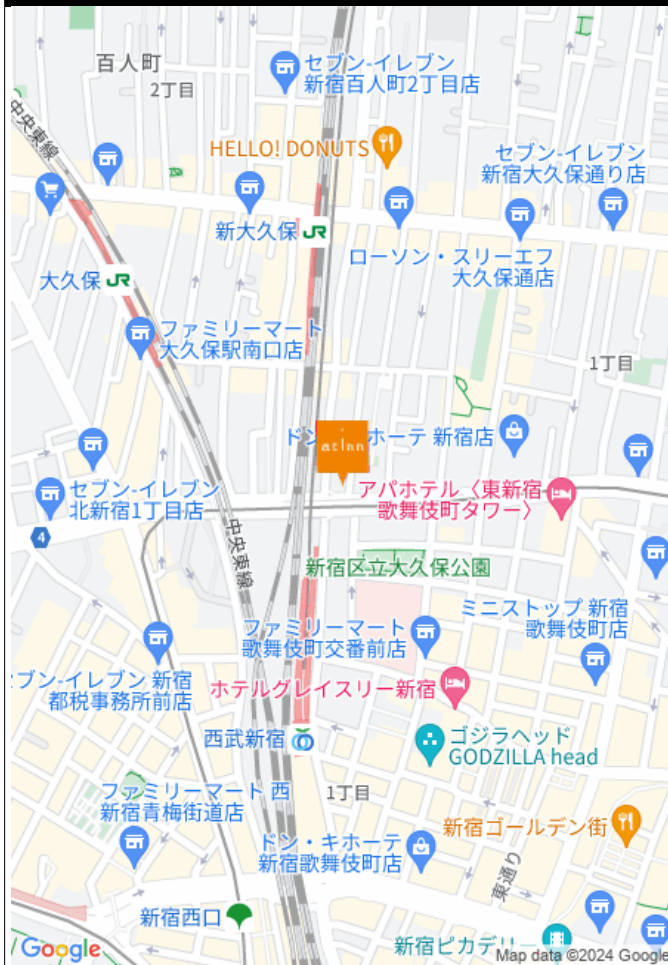 百人町
2丁目
セブン-イレブン
新宿百人町2丁目店
中央東線
HELLO! DONUTS
セブン-イレブン
新宿大久保通り店
新大久保 JR
ローソン・スリーエフ
大久保通店
大久保 JR
ファミリーマート
大久保駅南口店
1丁目
at inn
ドン ホーテ 新宿店
アパホテル〈東新宿
歌舞伎町タワー〉
セブン-イレブン
北新宿1丁目店
4
中央東線
新宿区立大久保公園
ミニストップ 新宿
歌舞伎町店
ファミリーマート
歌舞伎町交番前店
ブン-イレブン 新宿
都税事務所前店
ホテルグレイスリー新宿
西武新宿
ゴジラヘッド
GODZILLA head
ファミリーマート 西
新宿青梅街道店
1丁目
新宿ゴールデン街
ドン・キホーテ
新宿歌舞伎町店
東通り
新宿西口
新宿ピカデリー
Google
Map data ©2024 Google